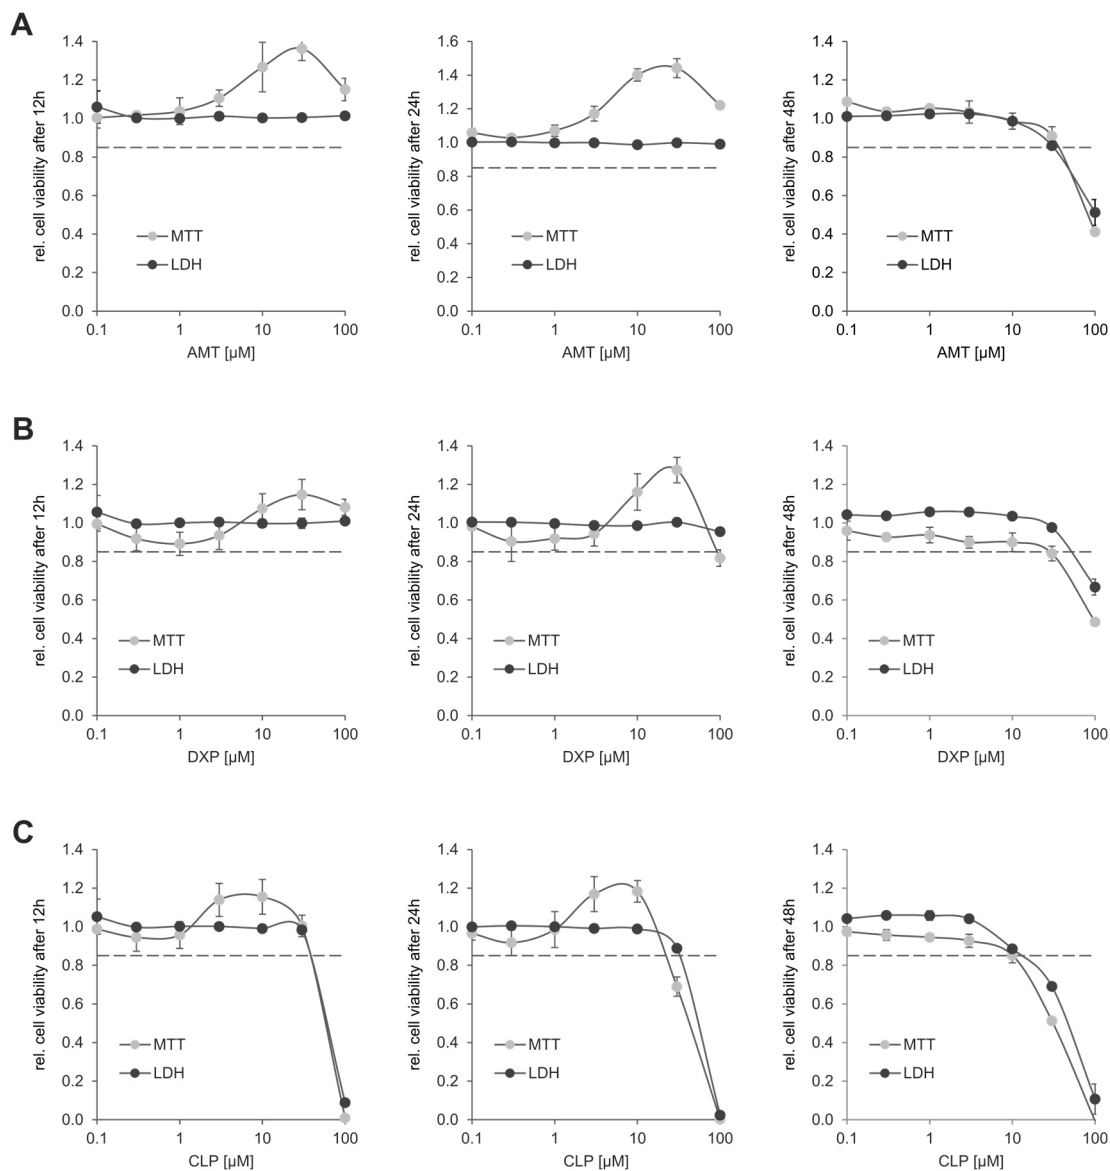 A
rel. cell viability after 12h
1.4
1.2
1.0
0.8
0.6
0.4
0.2
0.0
MTT
LDH
0.1 1 10 100
AMT [µM]
rel. cell viability after 24h
1.6
1.4
1.2
1.0
0.8
0.6
0.4
0.2
0.0
MTT
LDH
0.1 1 10 100
AMT [µM]
rel. cell viability after 48h
1.4
1.2
1.0
0.8
0.6
0.4
0.2
0.0
MTT
LDH
0.1 1 10 100
AMT [µM]
B
rel. cell viability after 12h
1.4
1.2
1.0
0.8
0.6
0.4
0.2
0.0
MTT
LDH
0.1 1 10 100
DXP [µM]
rel. cell viability after 24h
1.4
1.2
1.0
0.8
0.6
0.4
0.2
0.0
MTT
LDH
0.1 1 10 100
DXP [µM]
rel. cell viability after 48h
1.4
1.2
1.0
0.8
0.6
0.4
0.2
0.0
MTT
LDH
0.1 1 10 100
DXP [µM]
C
rel. cell viability after 12h
1.4
1.2
1.0
0.8
0.6
0.4
0.2
0.0
MTT
LDH
0.1 1 10 100
CLP [µM]
rel. cell viability after 24h
1.4
1.2
1.0
0.8
0.6
0.4
0.2
0.0
MTT
LDH
0.1 1 10 100
CLP [µM]
rel. cell viability after 48h
1.4
1.2
1.0
0.8
0.6
0.4
0.2
0.0
MTT
LDH
0.1 1 10 100
CLP [µM]